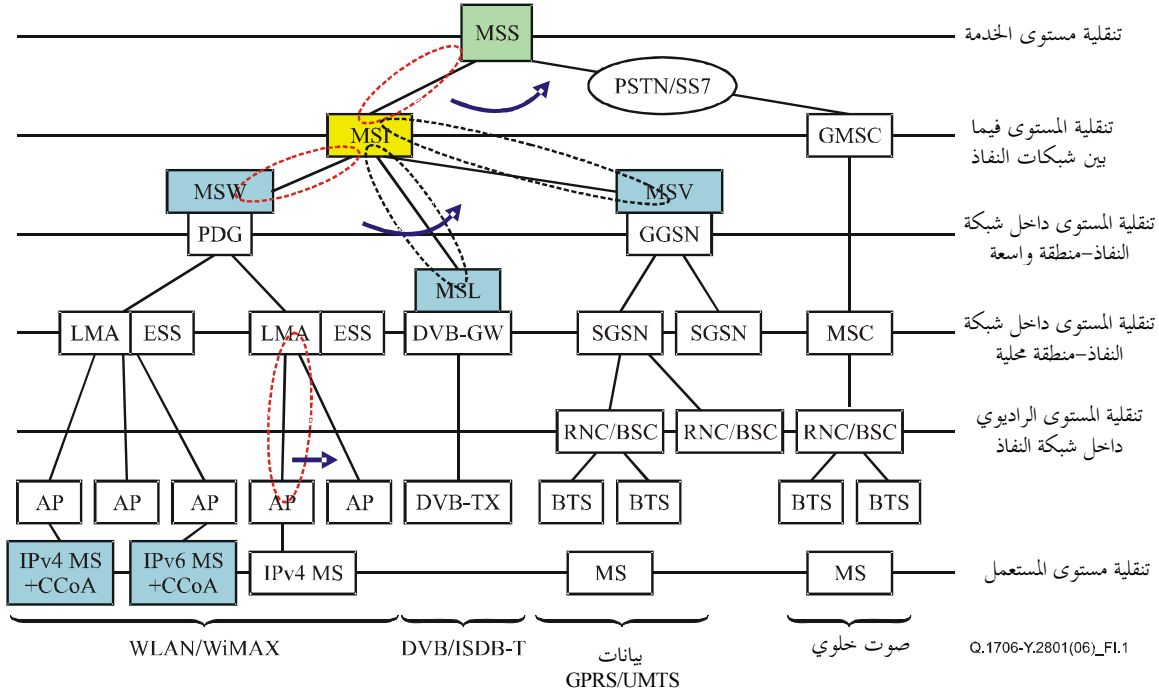 MSS
تنقلية مستوى الخدمة
PSTN/SS7
MSI
GMSC
تنقلية المستوى فيما
بين شبكات النفاذ
MSW
MSV
PDG
GGSN
تنقلية المستوى داخل شبكة
النفاذ-منطقة واسعة
MSL
LMA
ESS
LMA
ESS
DVB-GW
SGSN
SGSN
MSC
تنقلية المستوى داخل شبكة
النفاذ-منطقة محلية
RNC/BSC
RNC/BSC
RNC/BSC
تنقلية المستوى الراديوي
داخل شبكة النفاذ
AP
AP
AP
AP
AP
DVB-TX
BTS
BTS
BTS
BTS
IPv4 MS
+CCoA
IPv6 MS
+CCoA
IPv4 MS
MS
MS
تنقلية مستوى المستعمل
WLAN/WiMAX
DVB/ISDB-T
بيانات
GPRS/UMTS
صوت خلوي
Q.1706-Y.2801(06)_FI.1